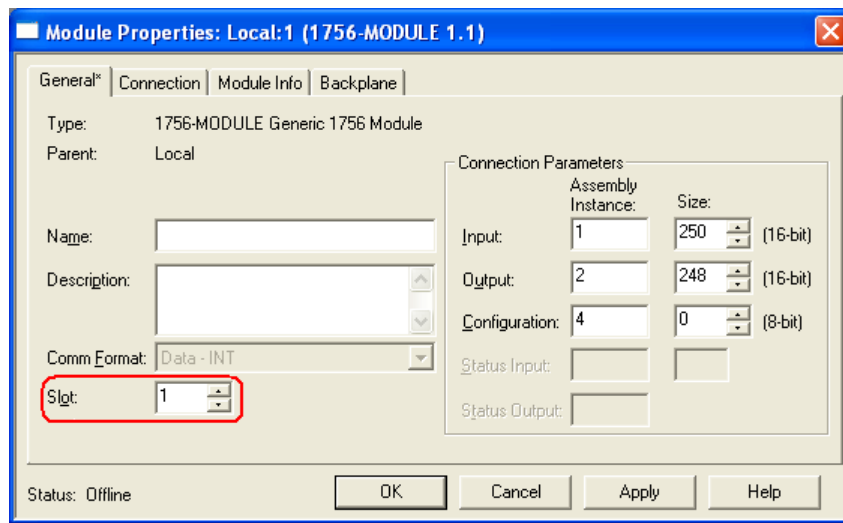 Module Properties: Local:1 (1756-MODULE 1.1)
General* Connection Module Info Backplane
Type: 1756-MODULE Generic 1756 Module
Parent: Local
Connection Parameters
Assembly Instance: Size:
Name:
Input: 1 250 (16-bit)
Description:
Output: 2 248 (16-bit)
Configuration: 4 0 (8-bit)
Comm Format: Data - INT
Status Input:
Slot: 1
Status Output:
Status: Offline OK Cancel Apply Help